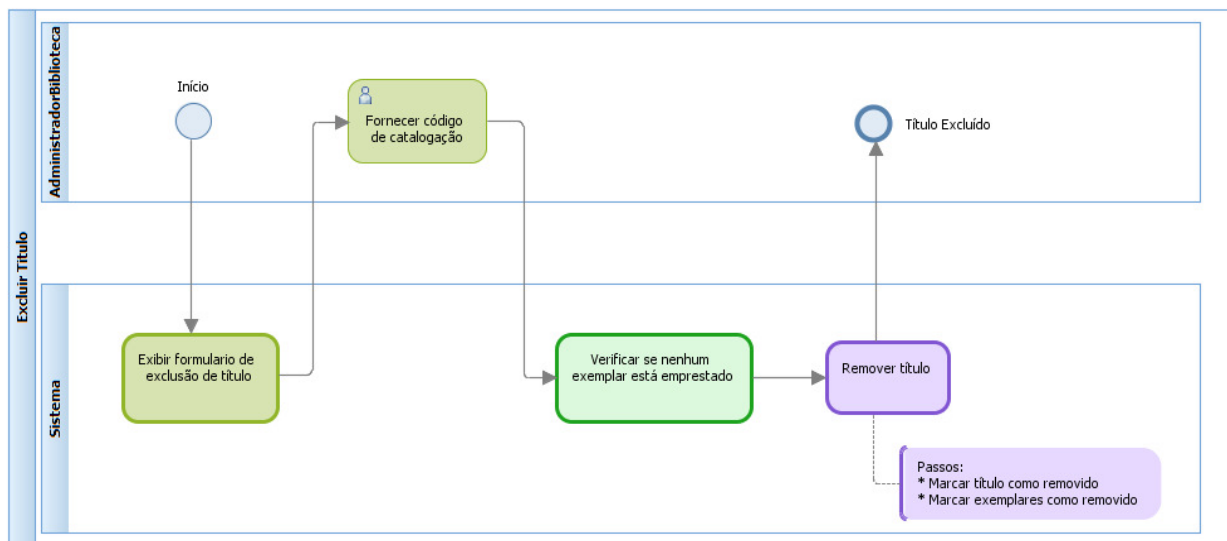 Excluir Titulo
AdministradorBiblioteca
Início
Fornecer código
de catalogação
Título Excluído
Sistema
Exibir formulario de
exclusão de título
Verificar se nenhum
exemplar está emprestado
Remover título
Passos:
* Marcar título como removido
* Marcar exemplares como removido